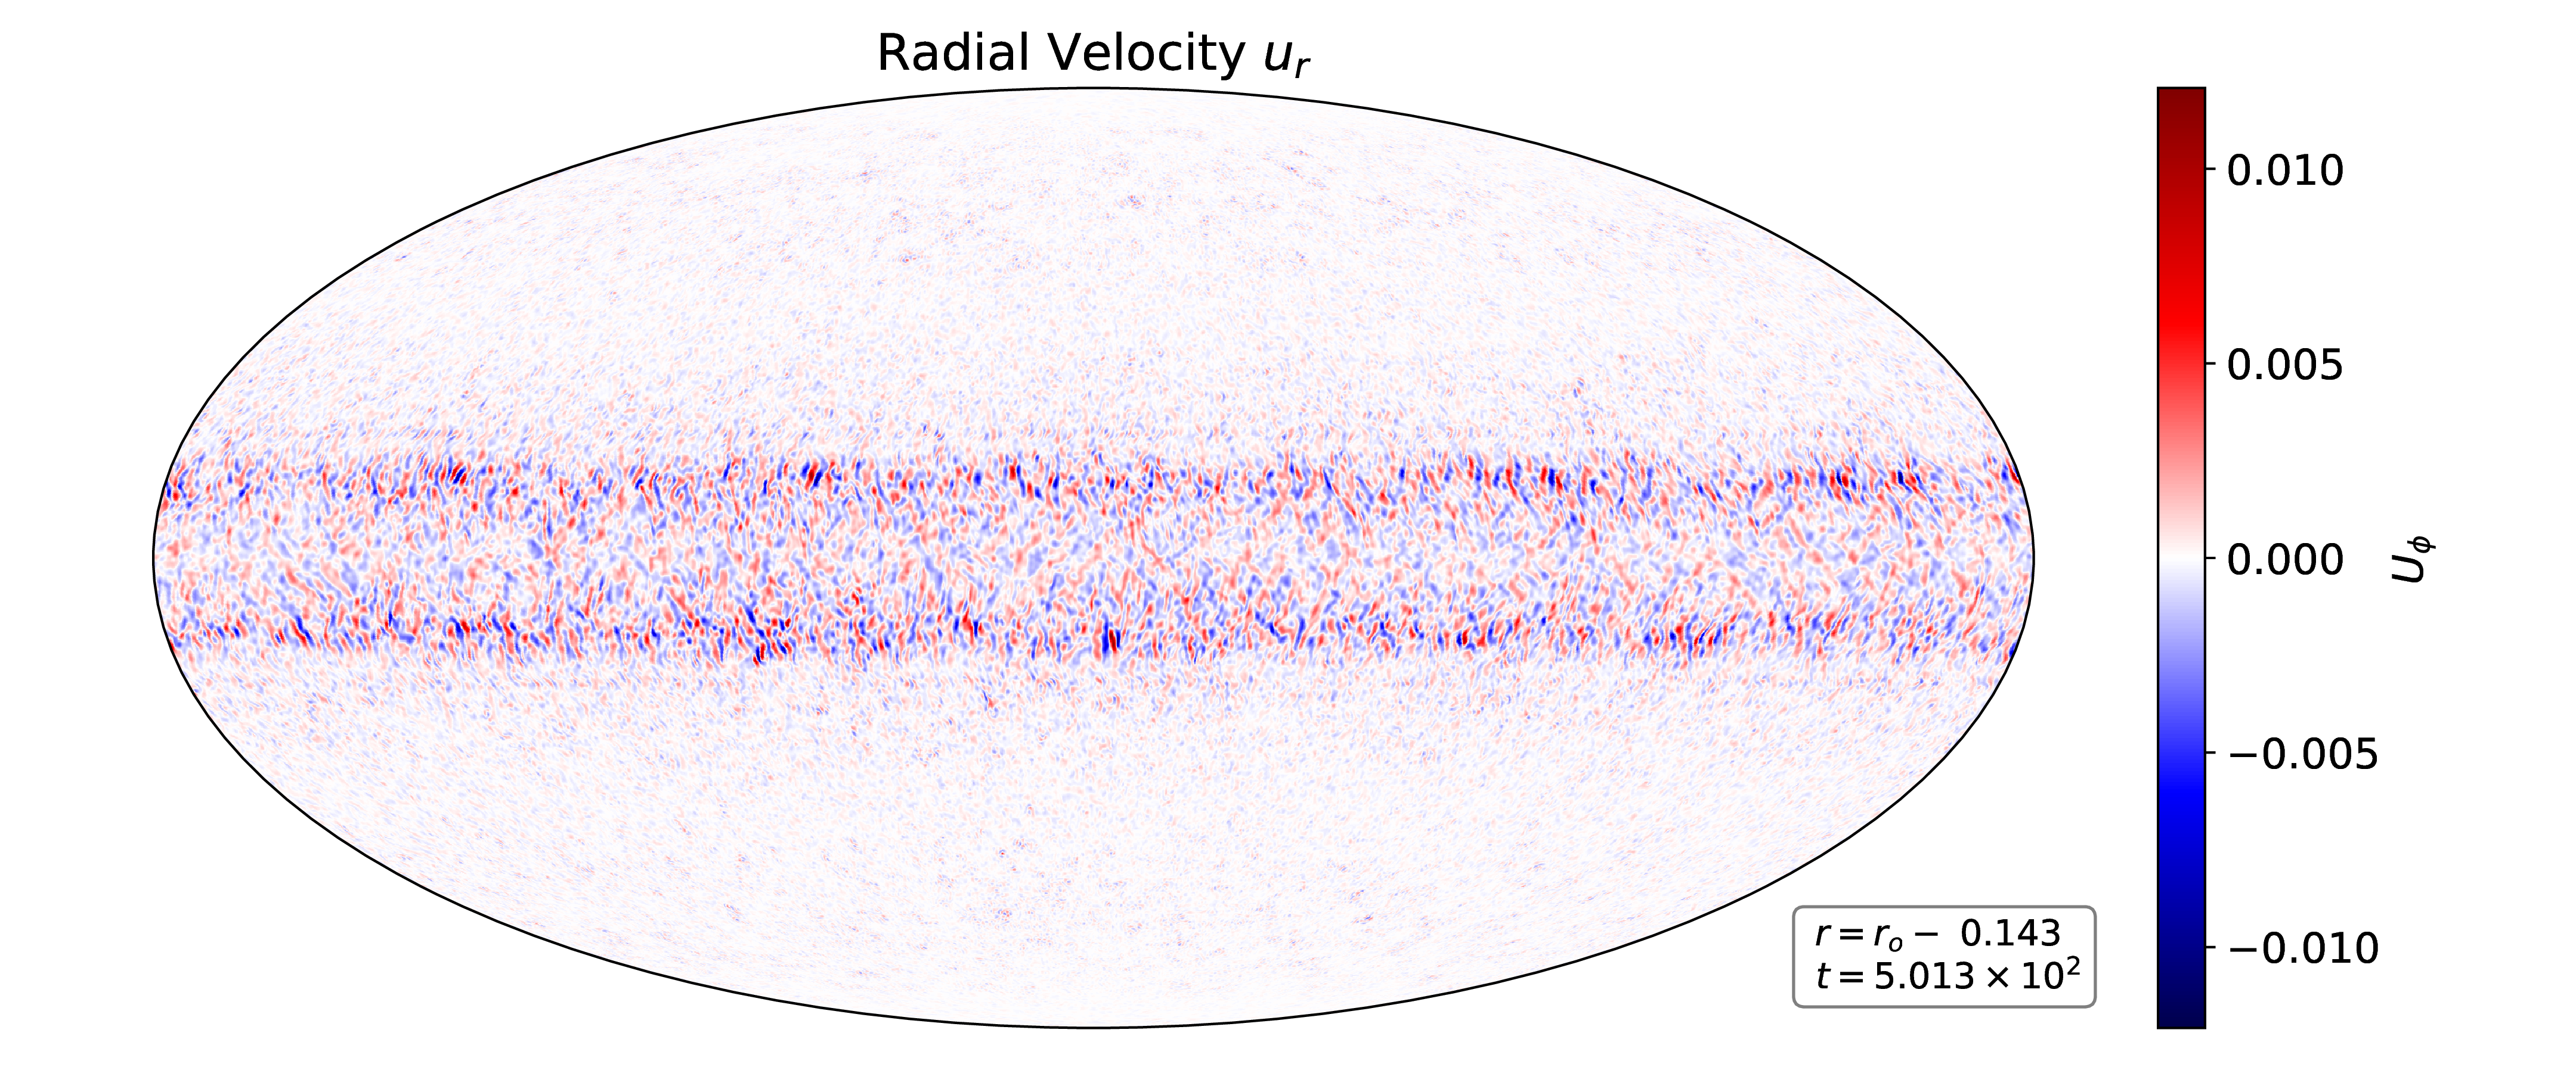 Radial Velocity $u_r$
0.010
0.005
0.000
−0.005
−0.010
$U_\phi$
$r = r_o -$ 0.143
$t = 5.013 \times 10^2$